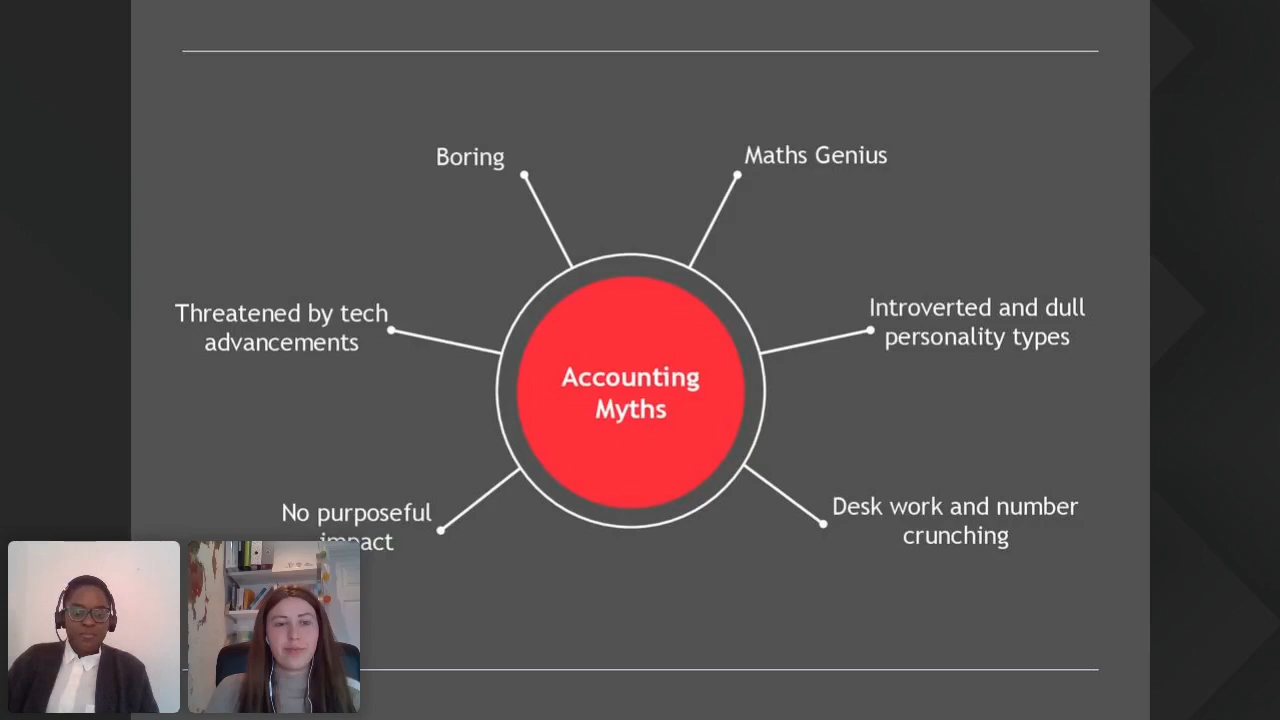 Boring
Maths Genius
Threatened by tech
advancements
Introverted and dull
personality types
Accounting
Myths
No purposeful
impact
Desk work and number
crunching